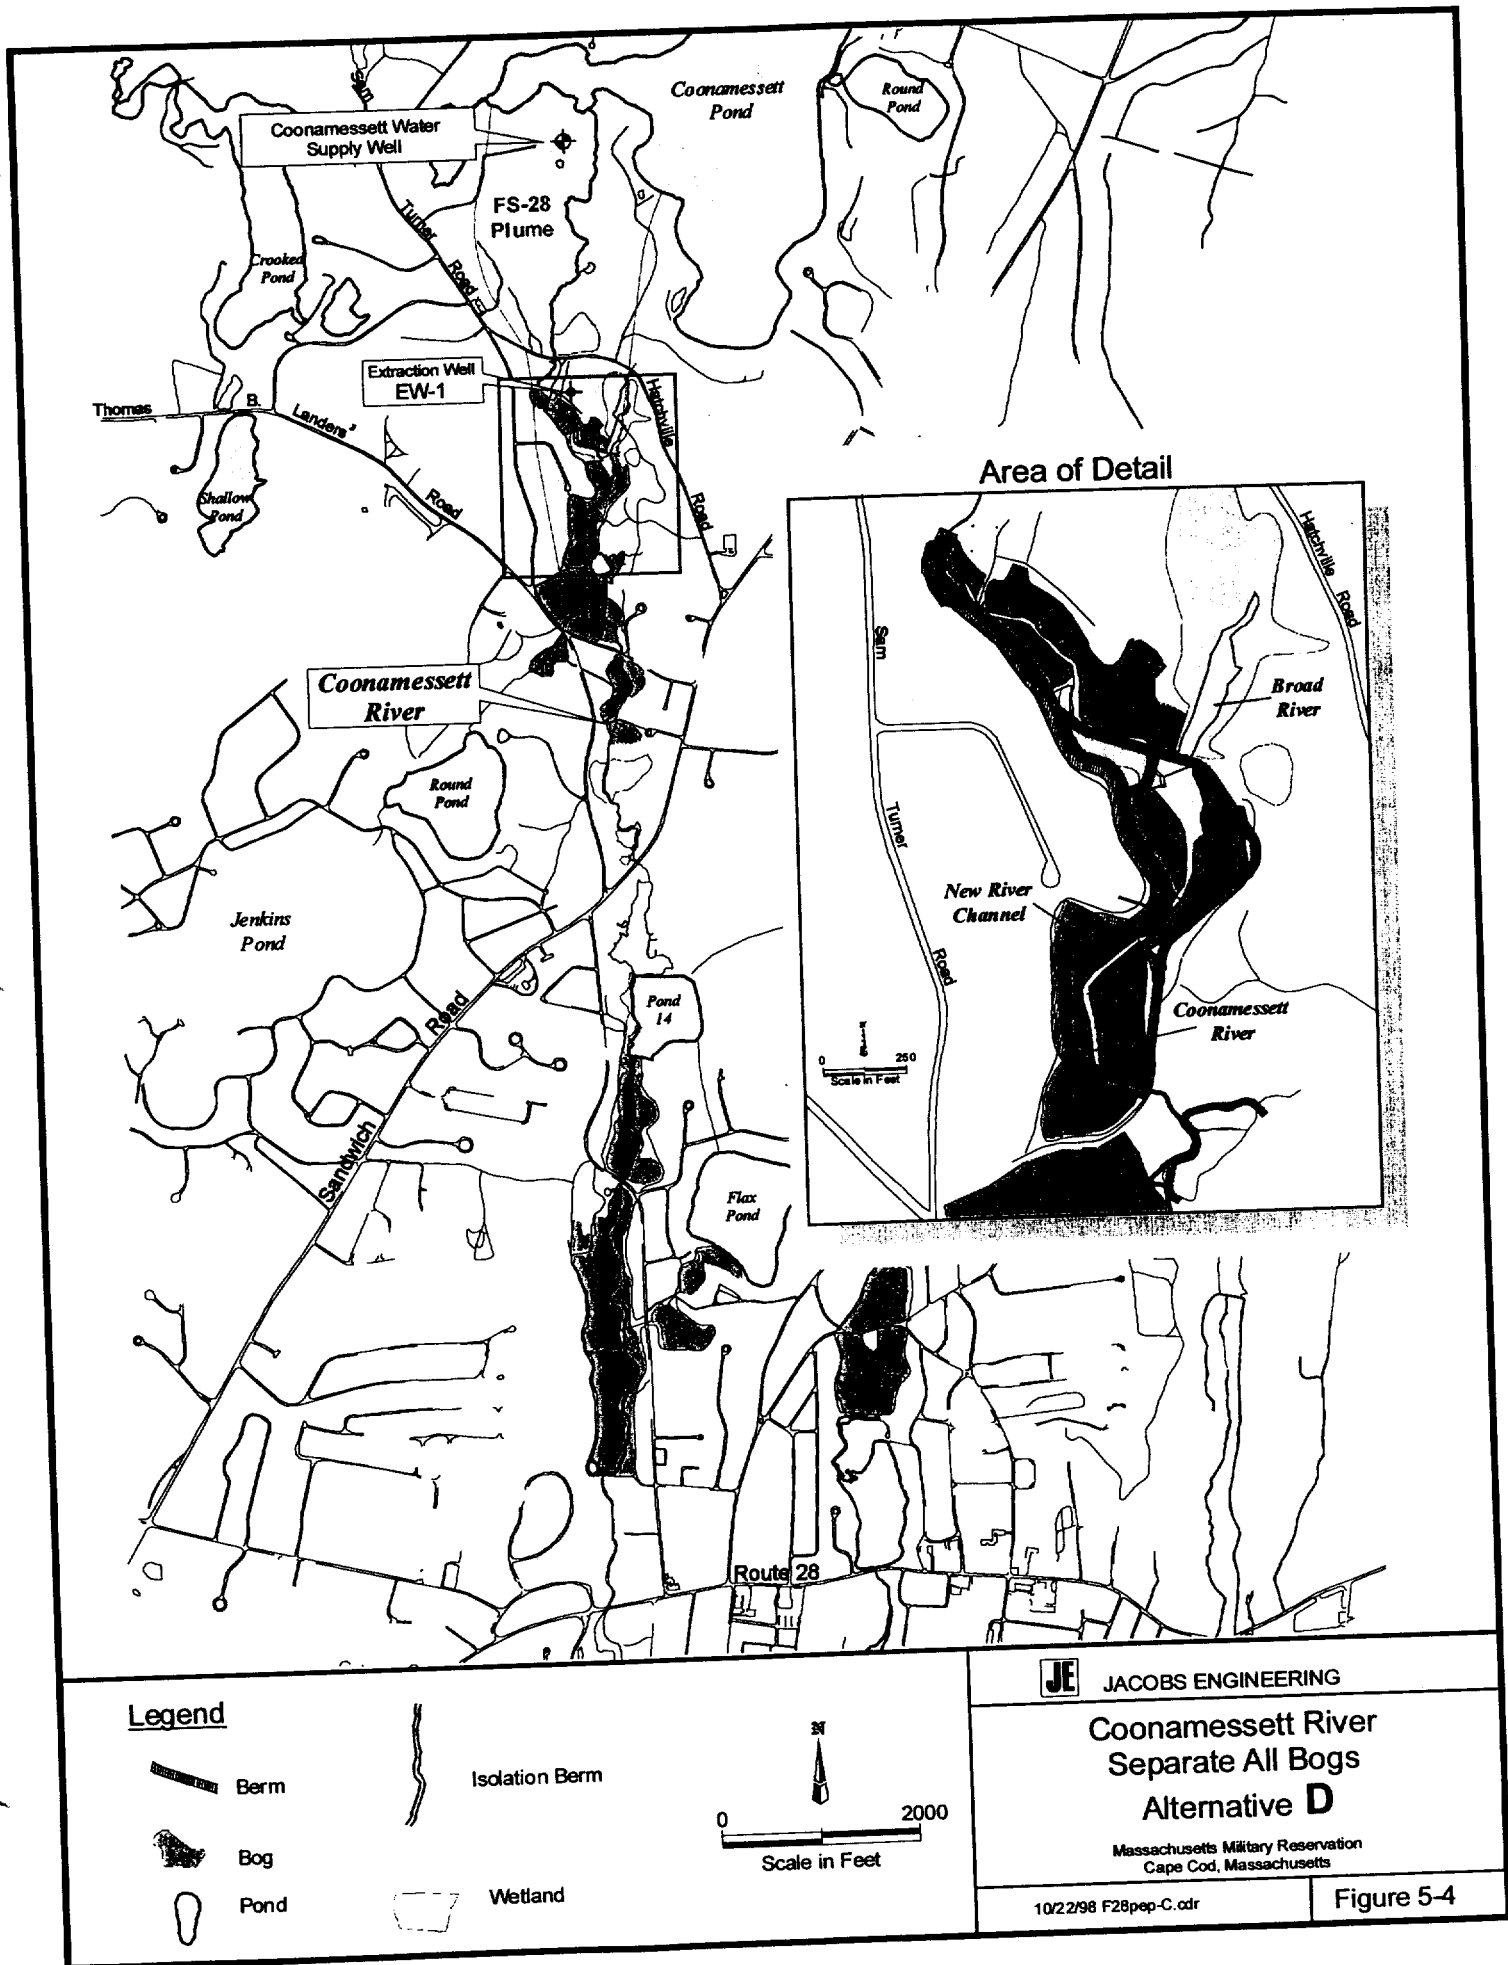 Coonamessett
Pond
Round
Pond
Sam
Coonamessett Water
Supply Well
FS-28
Plume
Turner
Road
Crooked
Pond
Extraction Well
EW-1
Hatchville
Road
Thomas
B.
Landers'
Road
Shallow
Pond
Area of Detail
Hatchville
Road
Sam
Turner
Road
Broad
River
New River
Channel
Coonamessett
River
0
250
Scale in Feet
Coonamessett
River
Round
Pond
Jenkins
Pond
Pond
14
Sandwich
Road
Flax
Pond
Route 28
Legend
Berm
Bog
Pond
Isolation Berm
Wetland
N
0
2000
Scale in Feet
JE JACOBS ENGINEERING
Coonamessett River
Separate All Bogs
Alternative D
Massachusetts Military Reservation
Cape Cod, Massachusetts
10/22/98 F28pep-C.cdr
Figure 5-4